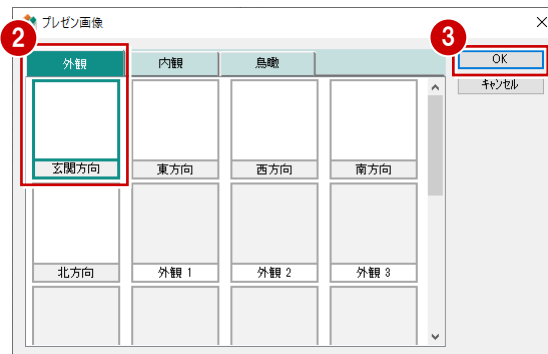 プレゼン画像
2
3
外観 内観 鳥瞰
OK
キャンセル
玄関方向 東方向 西方向 南方向
北方向 外観 1 外観 2 外観 3